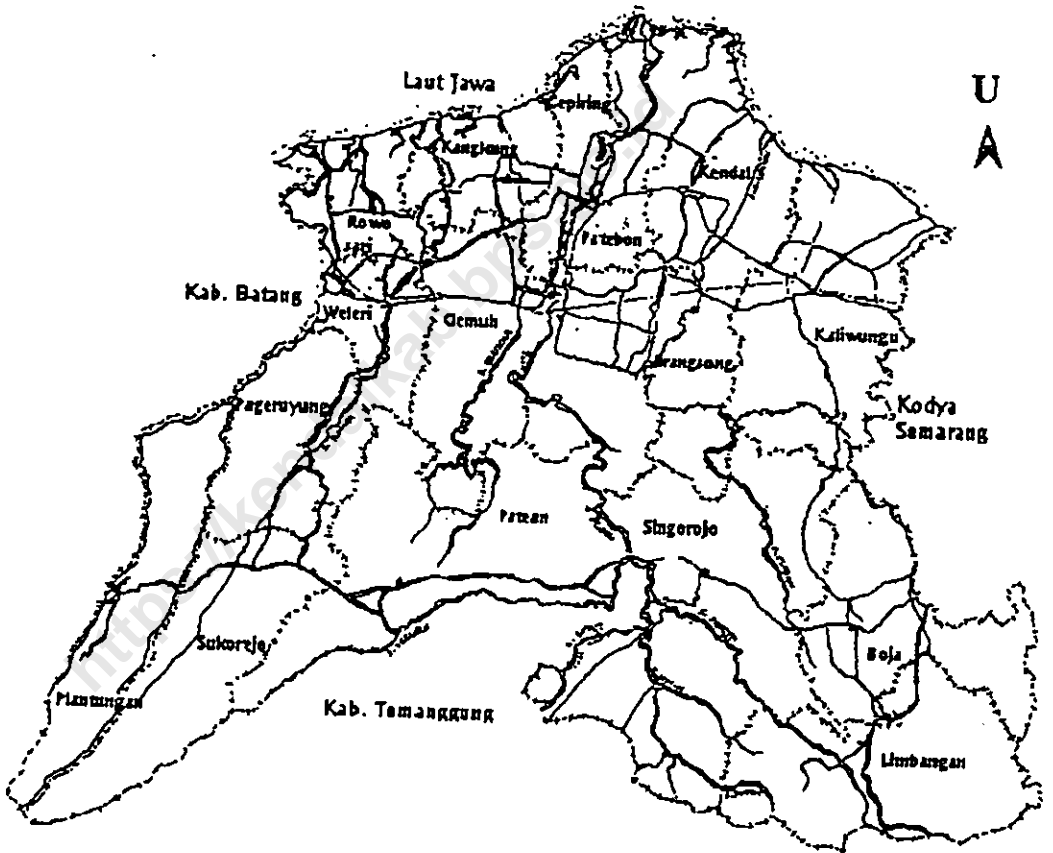 Laut Jawa
U
Cepiring
Kangkung
Kendal
Rowo
sari
Patebon
Kab. Batang
Weleri
Gemuh
Kaliwungu
Brangsong
Pageruyung
Kodya
Semarang
Patean
Singorojo
Sukorejo
Boja
Plantungan
Kab. Temanggung
Limbangan